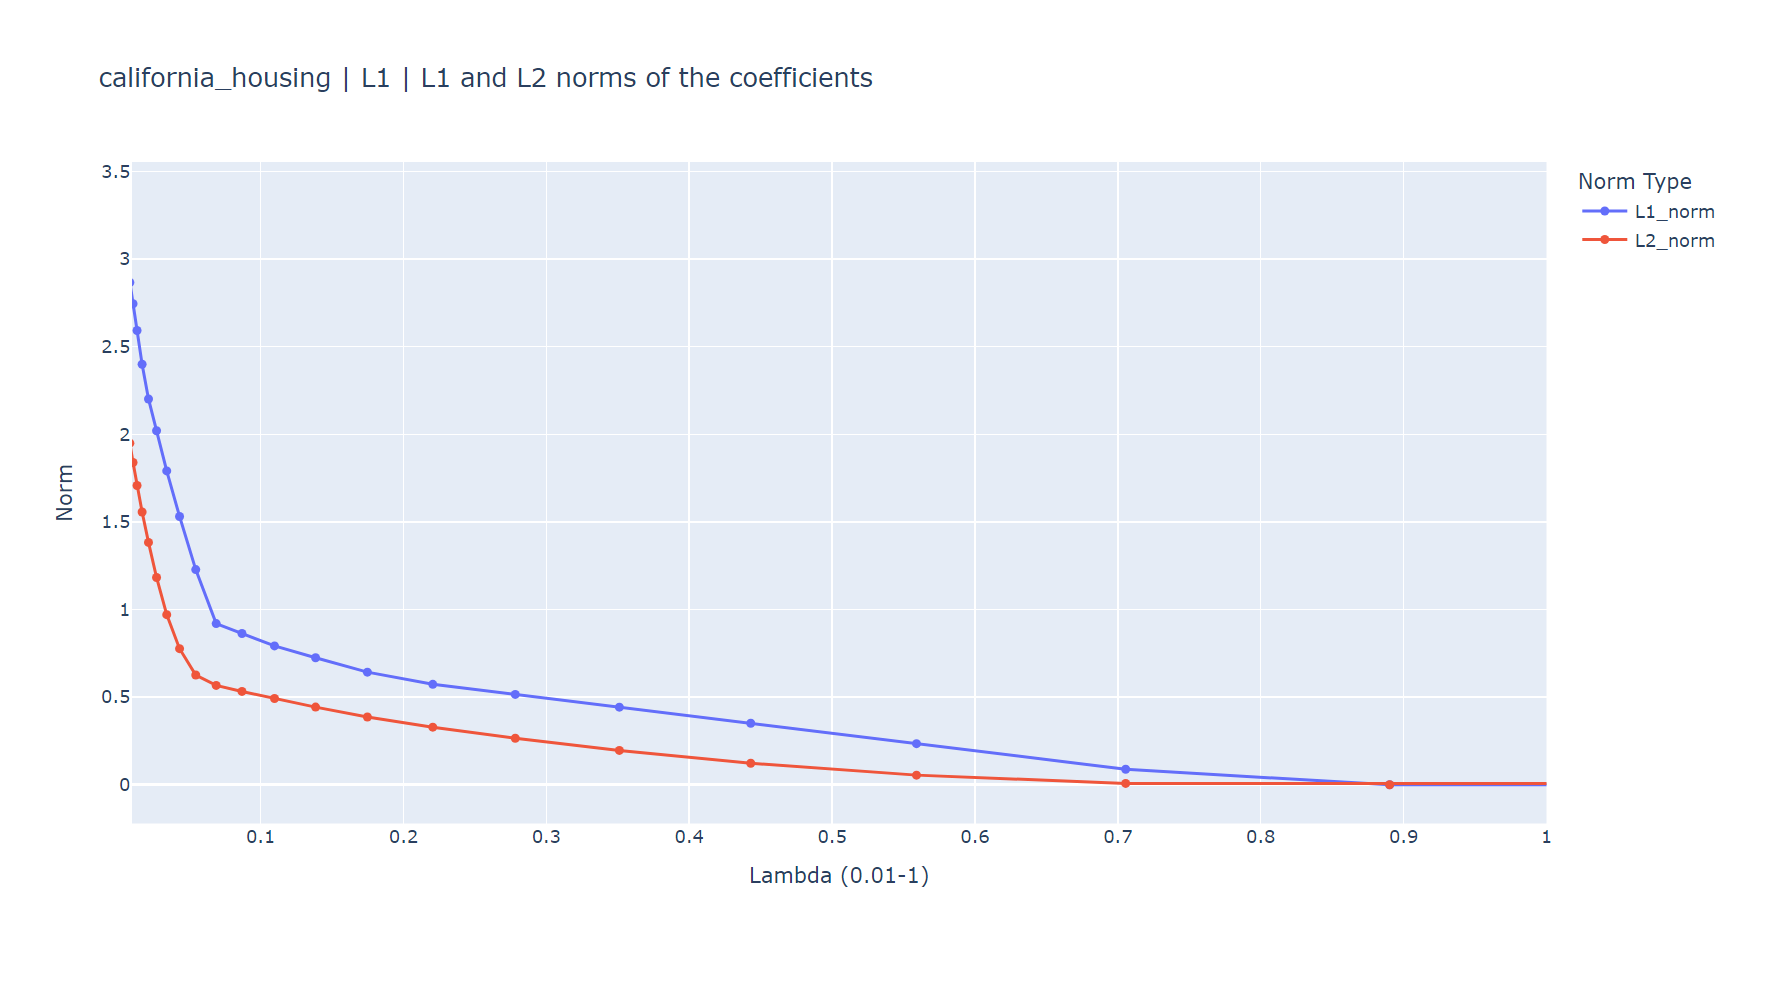 california_housing | L1 | L1 and L2 norms of the coefficients
Norm Type
L1_norm
L2_norm
3.5
3
2.5
2
1.5
1
0.5
0
Norm
0.1 0.2 0.3 0.4 0.5 0.6 0.7 0.8 0.9 1
Lambda (0.01-1)